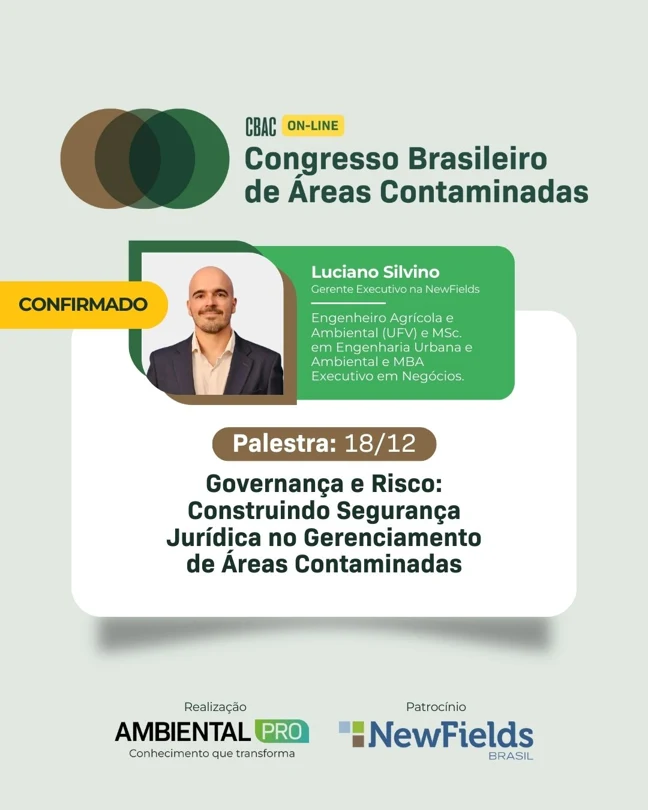 CBAC ON-LINE
Congresso Brasileiro
de Áreas Contaminadas
CONFIRMADO
Luciano Silvino
Gerente Executivo na NewFields
Engenheiro Agrícola e
Ambiental (UFV) e MSc.
em Engenharia Urbana e
Ambiental e MBA
Executivo em Negócios.
Palestra: 18/12
Governança e Risco:
Construindo Segurança
Jurídica no Gerenciamento
de Áreas Contaminadas
Realização
AMBIENTAL PRO
Conhecimento que transforma
Patrocínio
NewFields
BRASIL